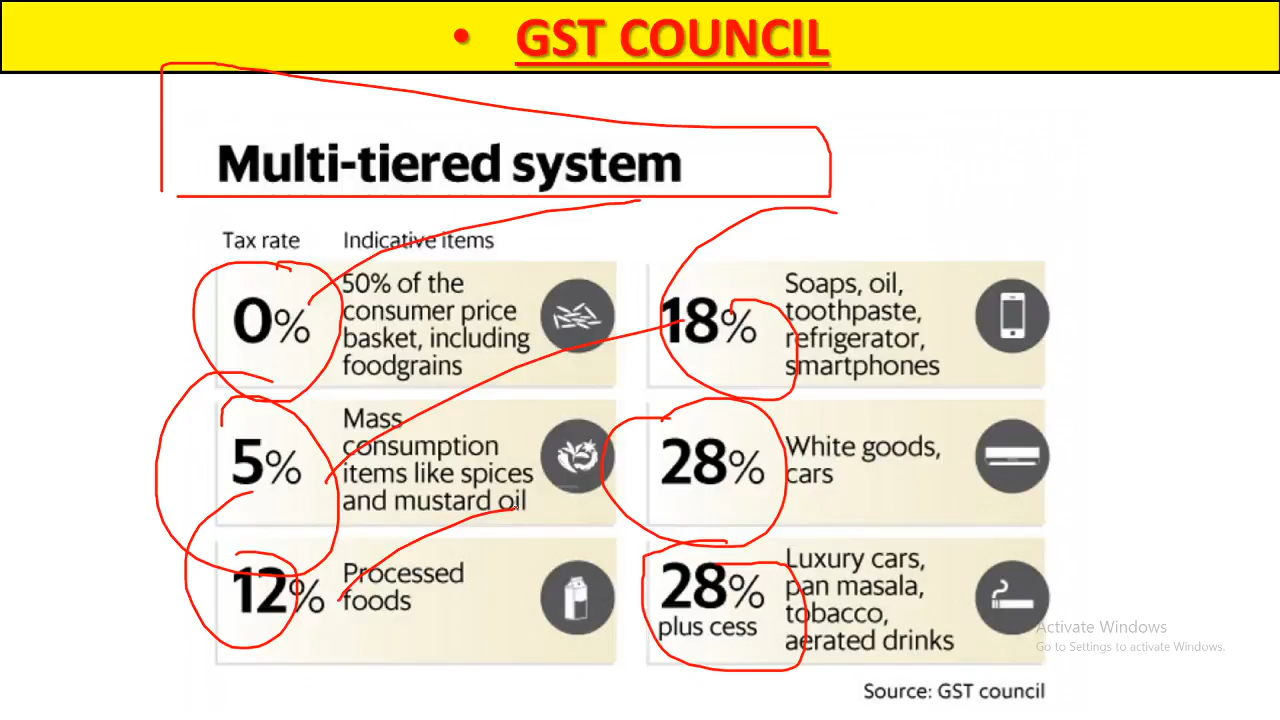 • GST COUNCIL
Multi-tiered system
Tax rate
Indicative items
0%
50% of the
consumer price
basket, including
foodgrains
18%
Soaps, oil,
toothpaste,
refrigerator,
smartphones
5%
Mass
consumption
items like spices
and mustard oil
28%
White goods,
cars
12%
Processed
foods
28%
plus cess
Luxury cars,
pan masala,
tobacco,
aerated drinks
Activate Windows
Go to Settings to activate Windows.
Source: GST council